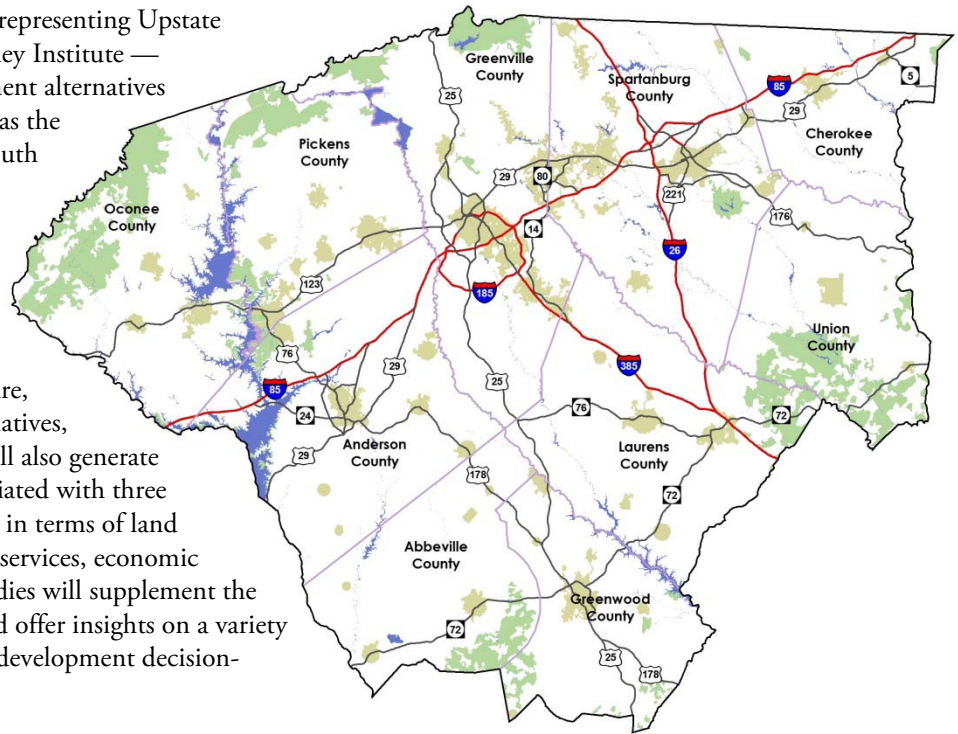 representing Upstate
ley Institute —
nent alternatives
as the
uth
re,
natives,
ll also generate
iated with three
in terms of land
services, economic
dies will supplement the
d offer insights on a variety
development decision-
Greenville
County
Spartanburg
County
85
5
25
29
Cherokee
County
Pickens
County
29
80
221
176
Oconee
County
14
26
123
185
Union
County
76
29
385
85
25
24
76
72
Anderson
County
29
Laurens
County
178
72
Abbeville
County
Greenwood
County
72
25
178